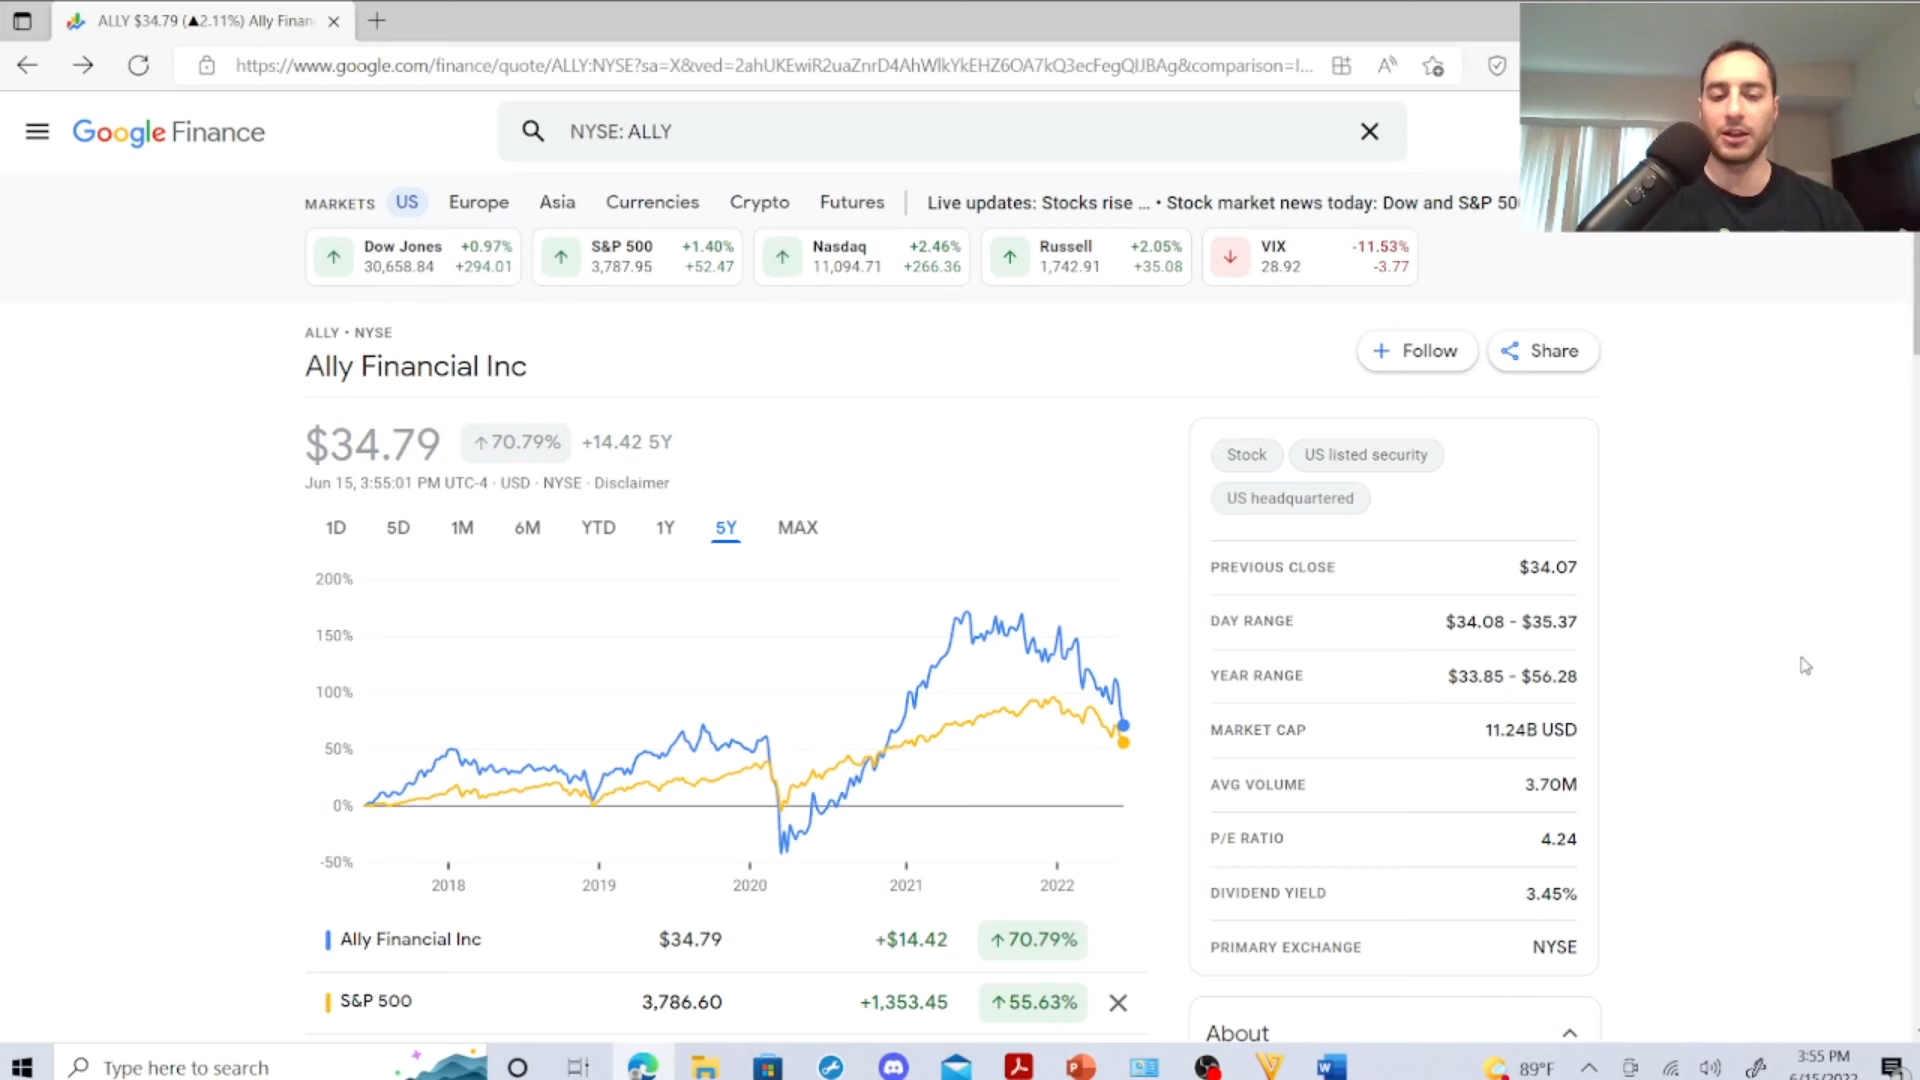 ALLY $34.79 (▲2.11%) Ally Finan
https://www.google.com/finance/quote/ALLY:NYSE?sa=X&ved=2ahUKEwiR2uaZnrD4AhWlkYkEHZ6OA7kQ3ecFegQIJBAg&comparison=I...
Google Finance
NYSE: ALLY
MARKETS US Europe Asia Currencies Crypto Futures Live updates: Stocks rise ... • Stock market news today: Dow and S&P 50
Dow Jones +0.97% S&P 500 +1.40% Nasdaq +2.46% Russell +2.05% VIX -11.53%
30,658.84 +294.01 3,787.95 +52.47 11,094.71 +266.36 1,742.91 +35.08 28.92 -3.77
ALLY • NYSE
Ally Financial Inc
+ Follow Share
$34.79 ↑70.79% +14.42 5Y
Jun 15, 3:55:01 PM UTC-4 · USD · NYSE · Disclaimer
1D 5D 1M 6M YTD 1Y 5Y MAX
200%
150%
100%
50%
0%
-50%
2018 2019 2020 2021 2022
Ally Financial Inc $34.79 +$14.42 ↑70.79%
S&P 500 3,786.60 +1,353.45 ↑55.63%
Stock US listed security
US headquartered
PREVIOUS CLOSE $34.07
DAY RANGE $34.08 - $35.37
YEAR RANGE $33.85 - $56.28
MARKET CAP 11.24B USD
AVG VOLUME 3.70M
P/E RATIO 4.24
DIVIDEND YIELD 3.45%
PRIMARY EXCHANGE NYSE
About
Type here to search
89°F
3:55 PM
6/15/2022